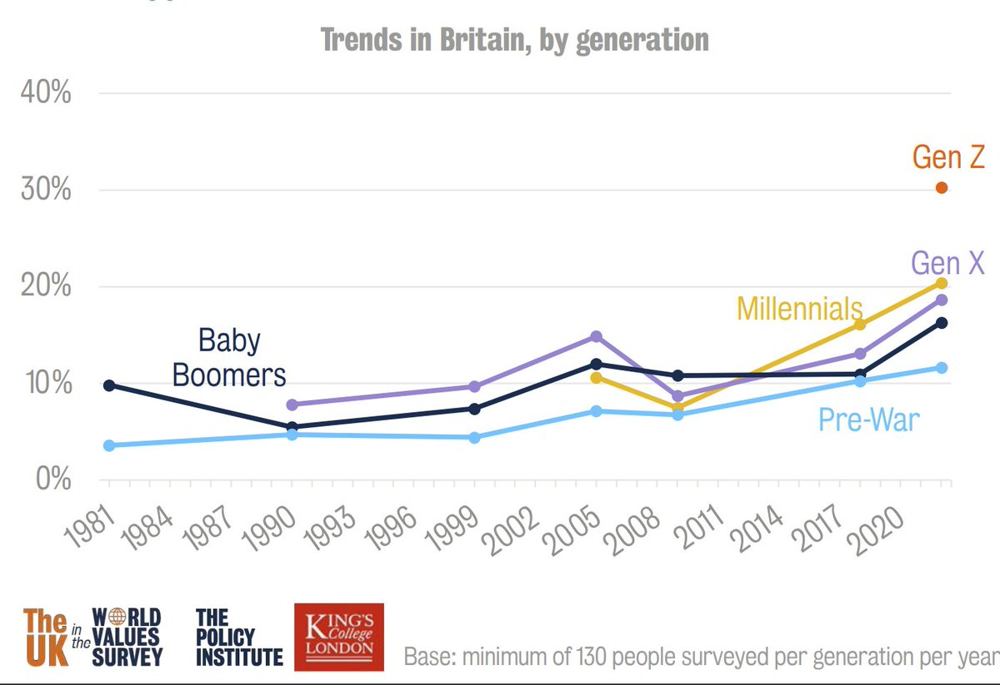 Trends in Britain, by generation
40%
30%
20%
10%
0%
Gen Z
Gen X
Millennials
Baby
Boomers
Pre-War
1981 1984 1987 1990 1993 1996 1999 2002 2005 2008 2011 2014 2017 2020
The UK in the WORLD VALUES SURVEY
THE POLICY INSTITUTE
KING'S College LONDON
Base: minimum of 130 people surveyed per generation per year